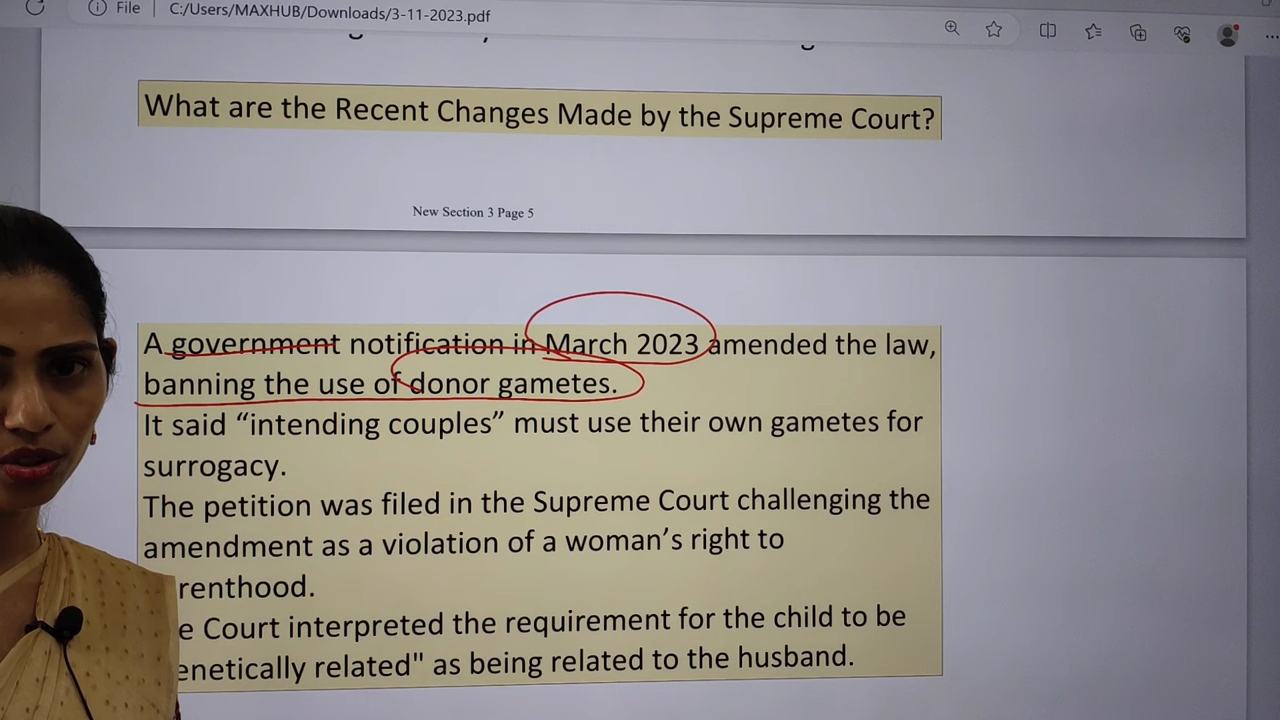 File
C:/Users/MAXHUB/Downloads/3-11-2023.pdf
What are the Recent Changes Made by the Supreme Court?
New Section 3 Page 5
A government notification in March 2023 amended the law,
banning the use of donor gametes.
It said “intending couples” must use their own gametes for
surrogacy.
The petition was filed in the Supreme Court challenging the
amendment as a violation of a woman’s right to
renthood.
e Court interpreted the requirement for the child to be
enetically related" as being related to the husband.